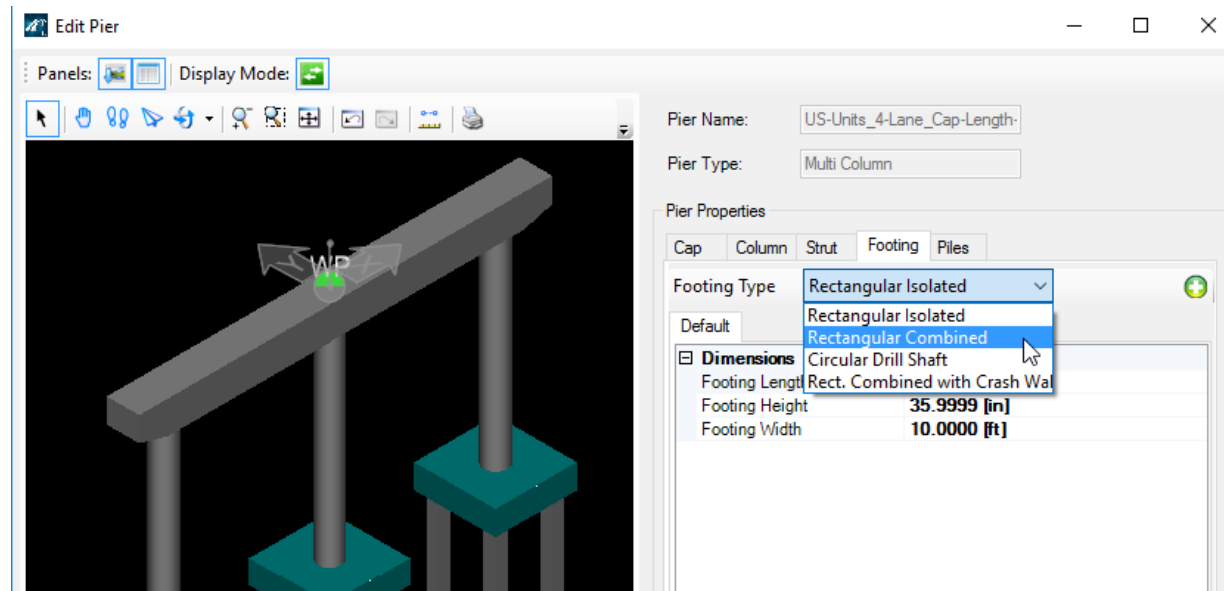 Edit Pier
Panels:
Display Mode:
Pier Name:
US-Units_4-Lane_Cap-Length-
Pier Type:
Multi Column
Pier Properties
Cap
Column
Strut
Footing
Piles
Footing Type
Rectangular Isolated
Rectangular Isolated
Rectangular Combined
Circular Drill Shaft
Rect. Combined with Crash Wal
Default
Dimensions
Footing Lengt
Footing Height
35.9999 [in]
Footing Width
10.0000 [ft]
WP
Y
X